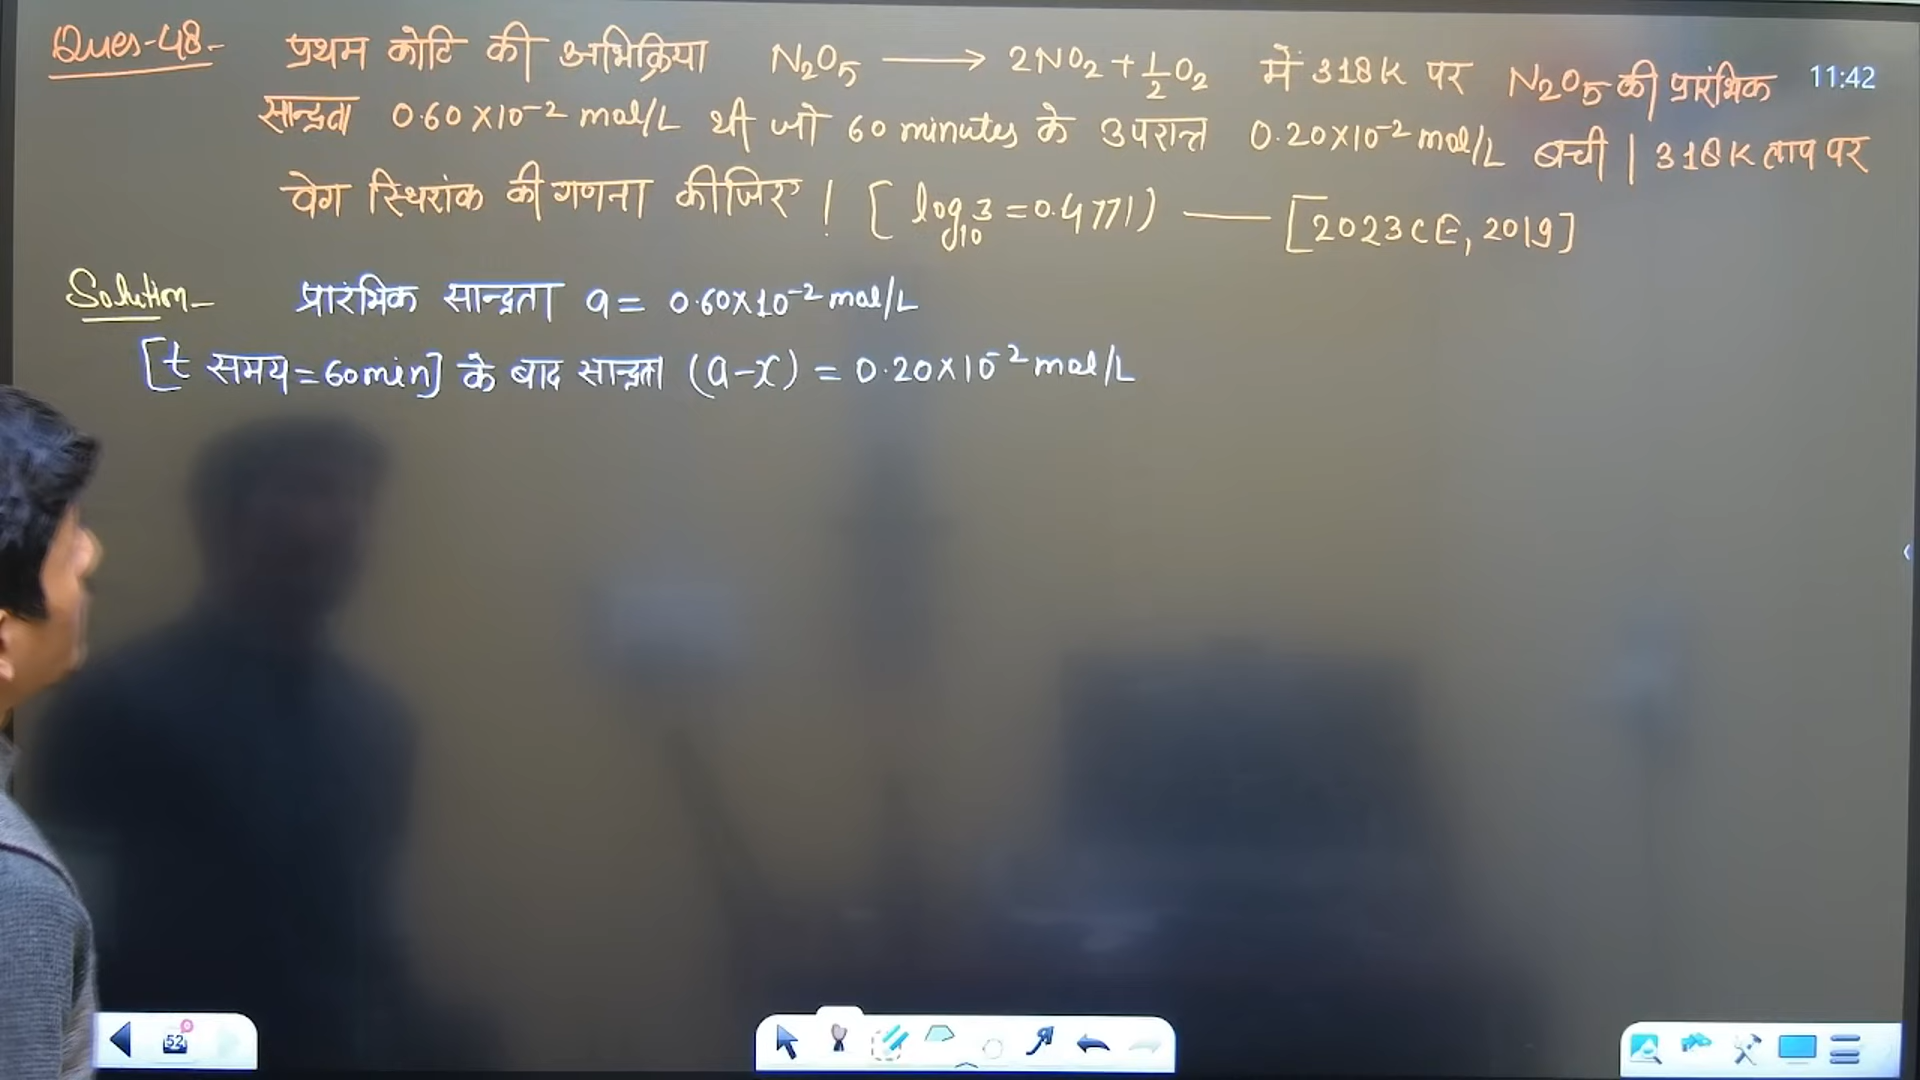 Ques-48- प्रथम कोटि की अभिक्रिया N₂O₅ ⟶ 2NO₂ + 1/2 O₂ में 318K पर N₂O₅ की प्रारंभिक 11:42
सान्द्रता 0.60×10⁻² mol/L थी जो 60 minutes के उपरान्त 0.20×10⁻² mol/L बची | 318K ताप पर
वेग स्थिरांक की गणना कीजिए ! [ log₁₀3 = 0.4771) —— [2023CE, 2019]
Solution- प्रारंभिक सान्द्रता a = 0.60×10⁻² mol/L
[t समय = 60min] के बाद सान्द्रता (a-x) = 0.20×10⁻² mol/L
52